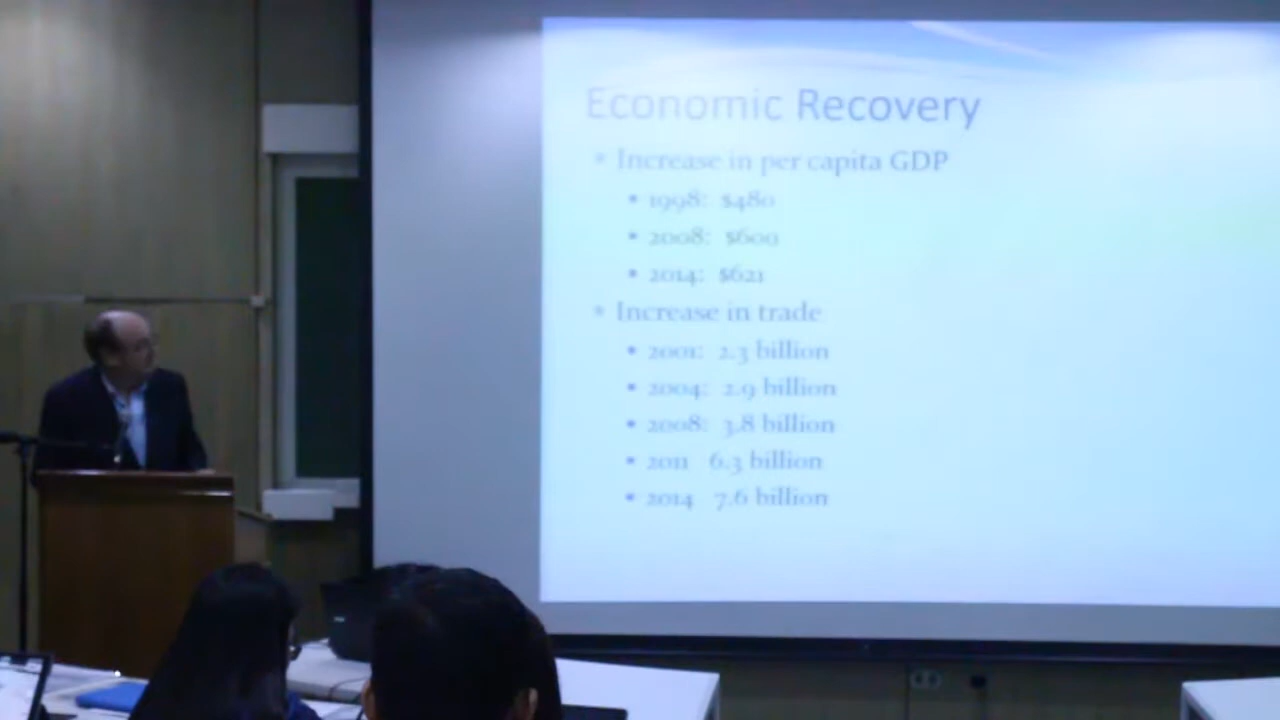 Economic Recovery
• Increase in per capita GDP
• 1998: $480
• 2008: $600
• 2014: $621
• Increase in trade
• 2001: 2.3 billion
• 2004: 2.9 billion
• 2008: 3.8 billion
• 2011 6.3 billion
• 2014 7.6 billion